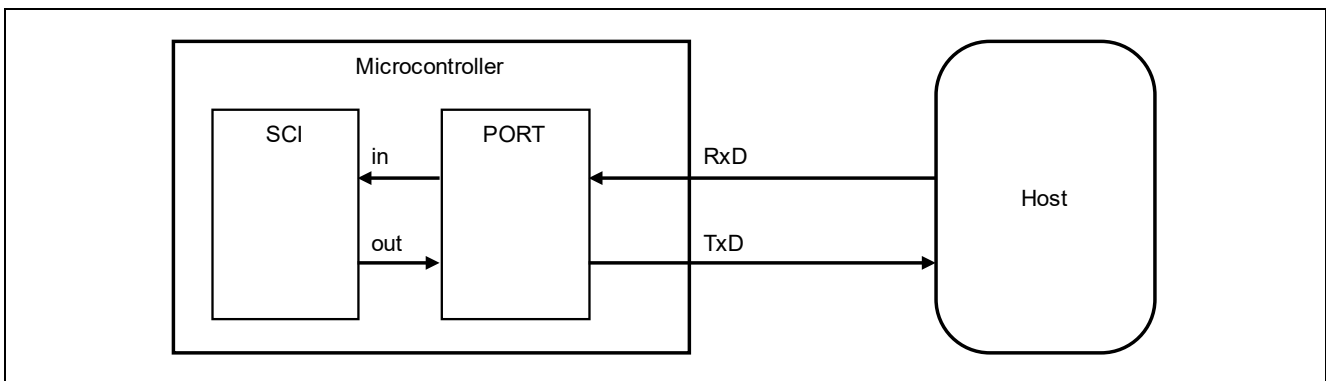 Microcontroller
SCI
PORT
in
RxD
Host
out
TxD